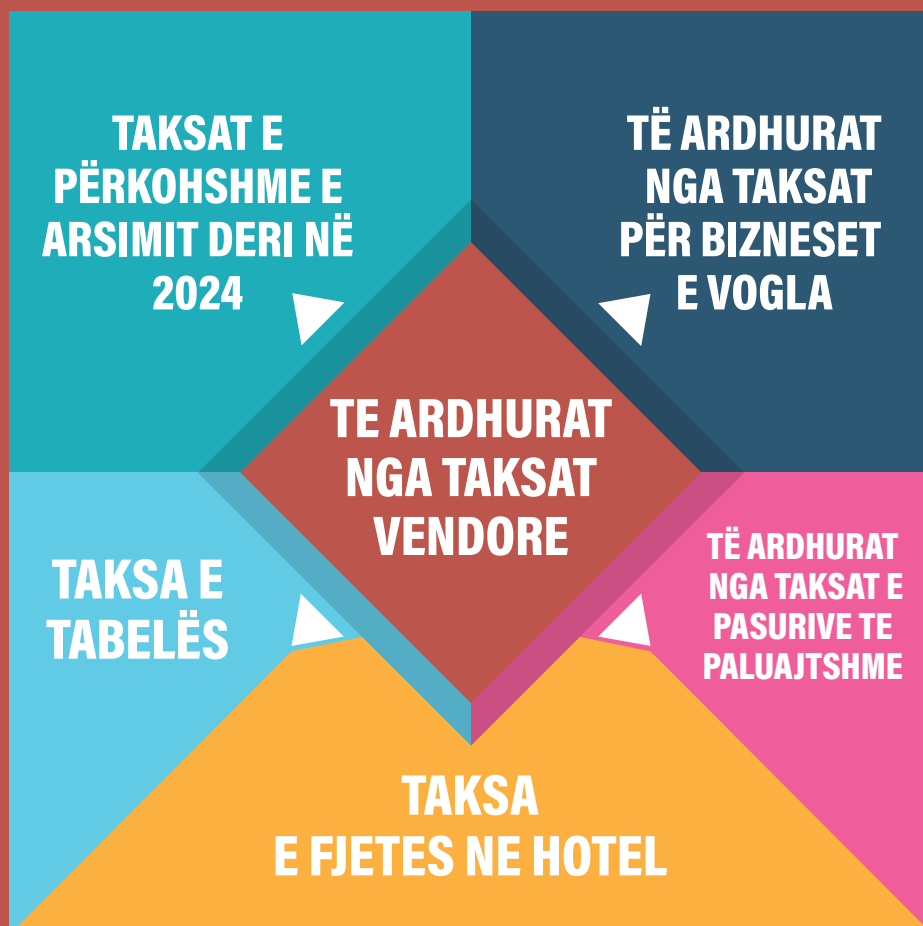 TAKSAT E
PËRKOHSHME E
ARSIMIT DERI NË
2024
TË ARDHURAT
NGA TAKSAT
PËR BIZNESET
E VOGLA
TE ARDHURAT
NGA TAKSAT
VENDORE
TAKSA E
TABELËS
TË ARDHURAT
NGA TAKSAT E
PASURIVE TE
PALUAJTSHME
TAKSA
E FJETES NE HOTEL